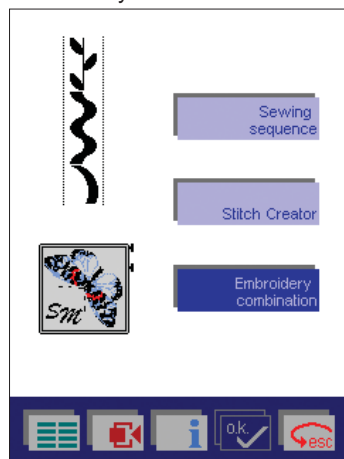 Sewing
sequence
Stitch Creator
SM
Embroidery
combination
i
o.k.
esc